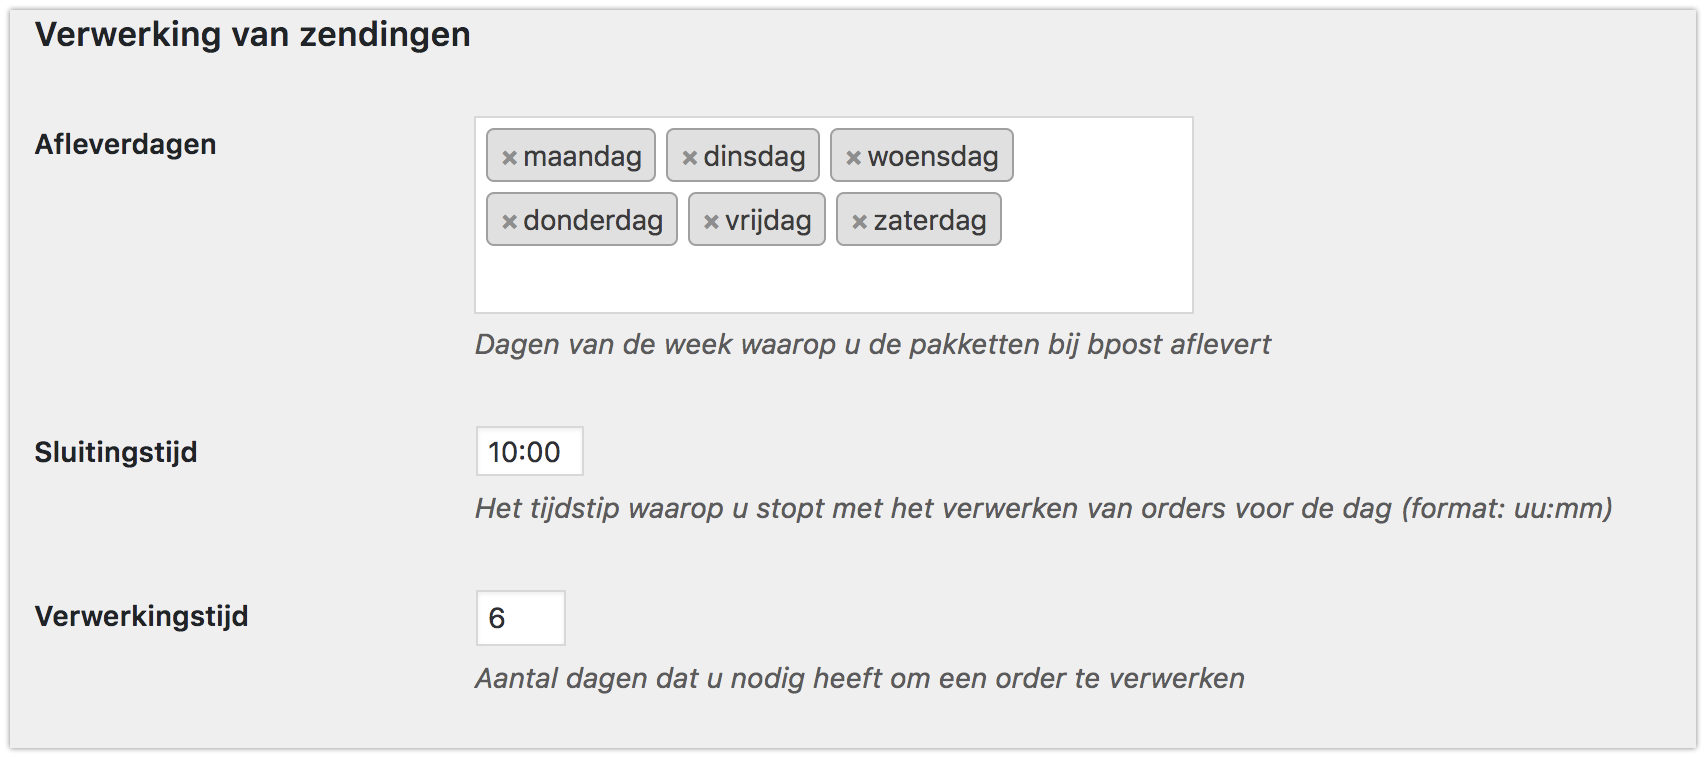 Verwerking van zendingen
Afleverdagen
× maandag × dinsdag × woensdag
× donderdag × vrijdag × zaterdag
Dagen van de week waarop u de pakketten bij bpost aflevert
Sluitingstijd
10:00
Het tijdstip waarop u stopt met het verwerken van orders voor de dag (format: uu:mm)
Verwerkingstijd
6
Aantal dagen dat u nodig heeft om een order te verwerken